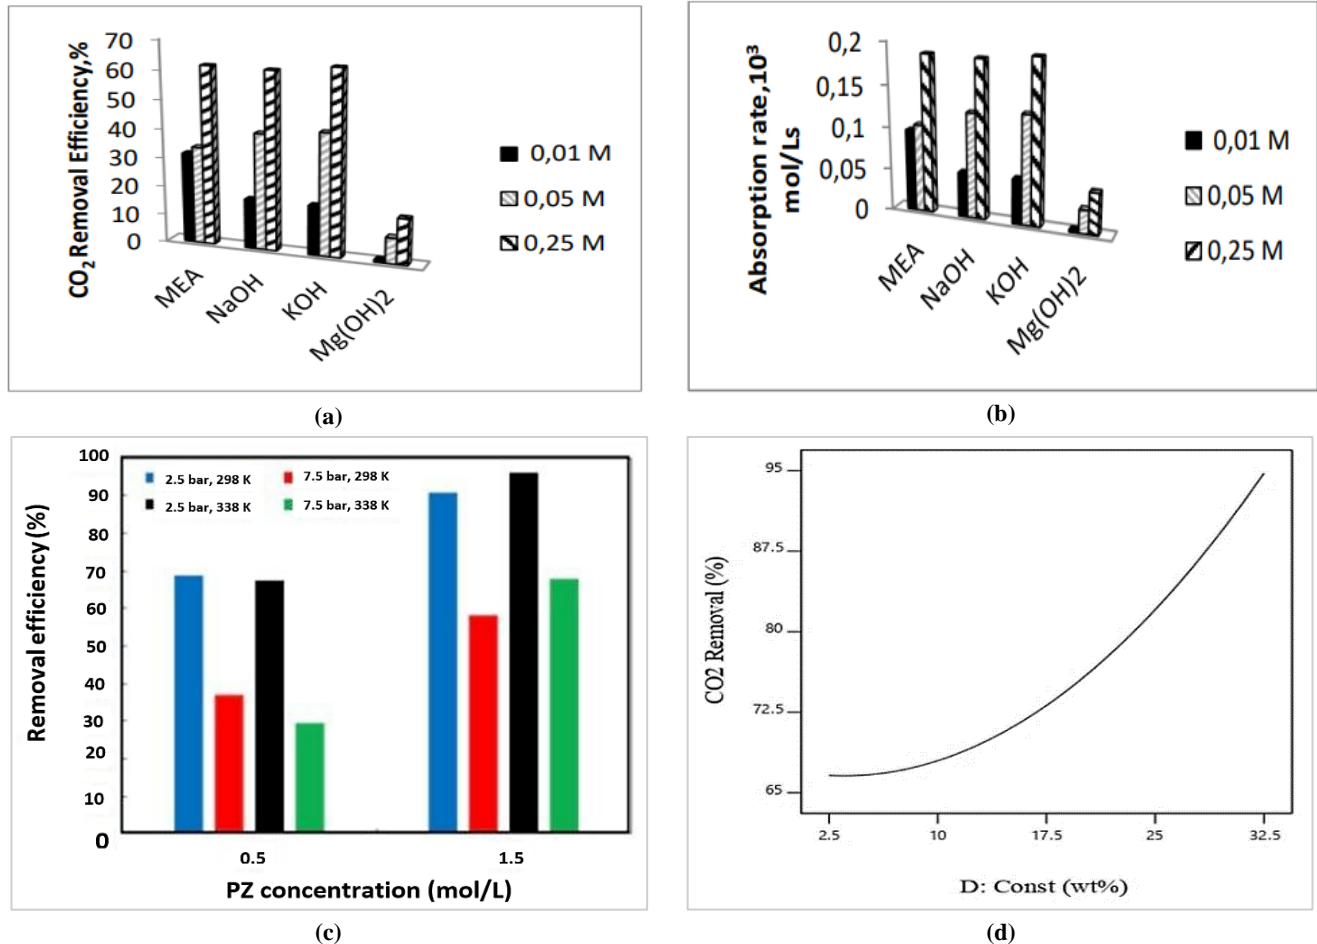 CO₂ Removal Efficiency,%
70
60
50
40
30
20
10
0
MEA
NaOH
KOH
Mg(OH)2
0,01 M
0,05 M
0,25 M
(a)
Absorption rate,10³
mol/Ls
0,2
0,15
0,1
0,05
0
MEA
NaOH
KOH
Mg(OH)2
0,01 M
0,05 M
0,25 M
(b)
Removal efficiency (%)
100
90
80
70
60
50
40
30
20
10
0
2.5 bar, 298 K
7.5 bar, 298 K
2.5 bar, 338 K
7.5 bar, 338 K
0.5
1.5
PZ concentration (mol/L)
(c)
CO2 Removal (%)
95
87.5
80
72.5
65
2.5
10
17.5
25
32.5
D: Const (wt%)
(d)